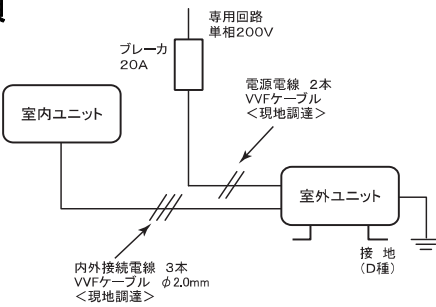 専用回路
単相200V
ブレーカ
20A
電源電線 2本
VVFケーブル
<現地調達>
室内ユニット
室外ユニット
接 地
(D種)
内外接続電線 3本
VVFケーブル φ2.0mm
<現地調達>